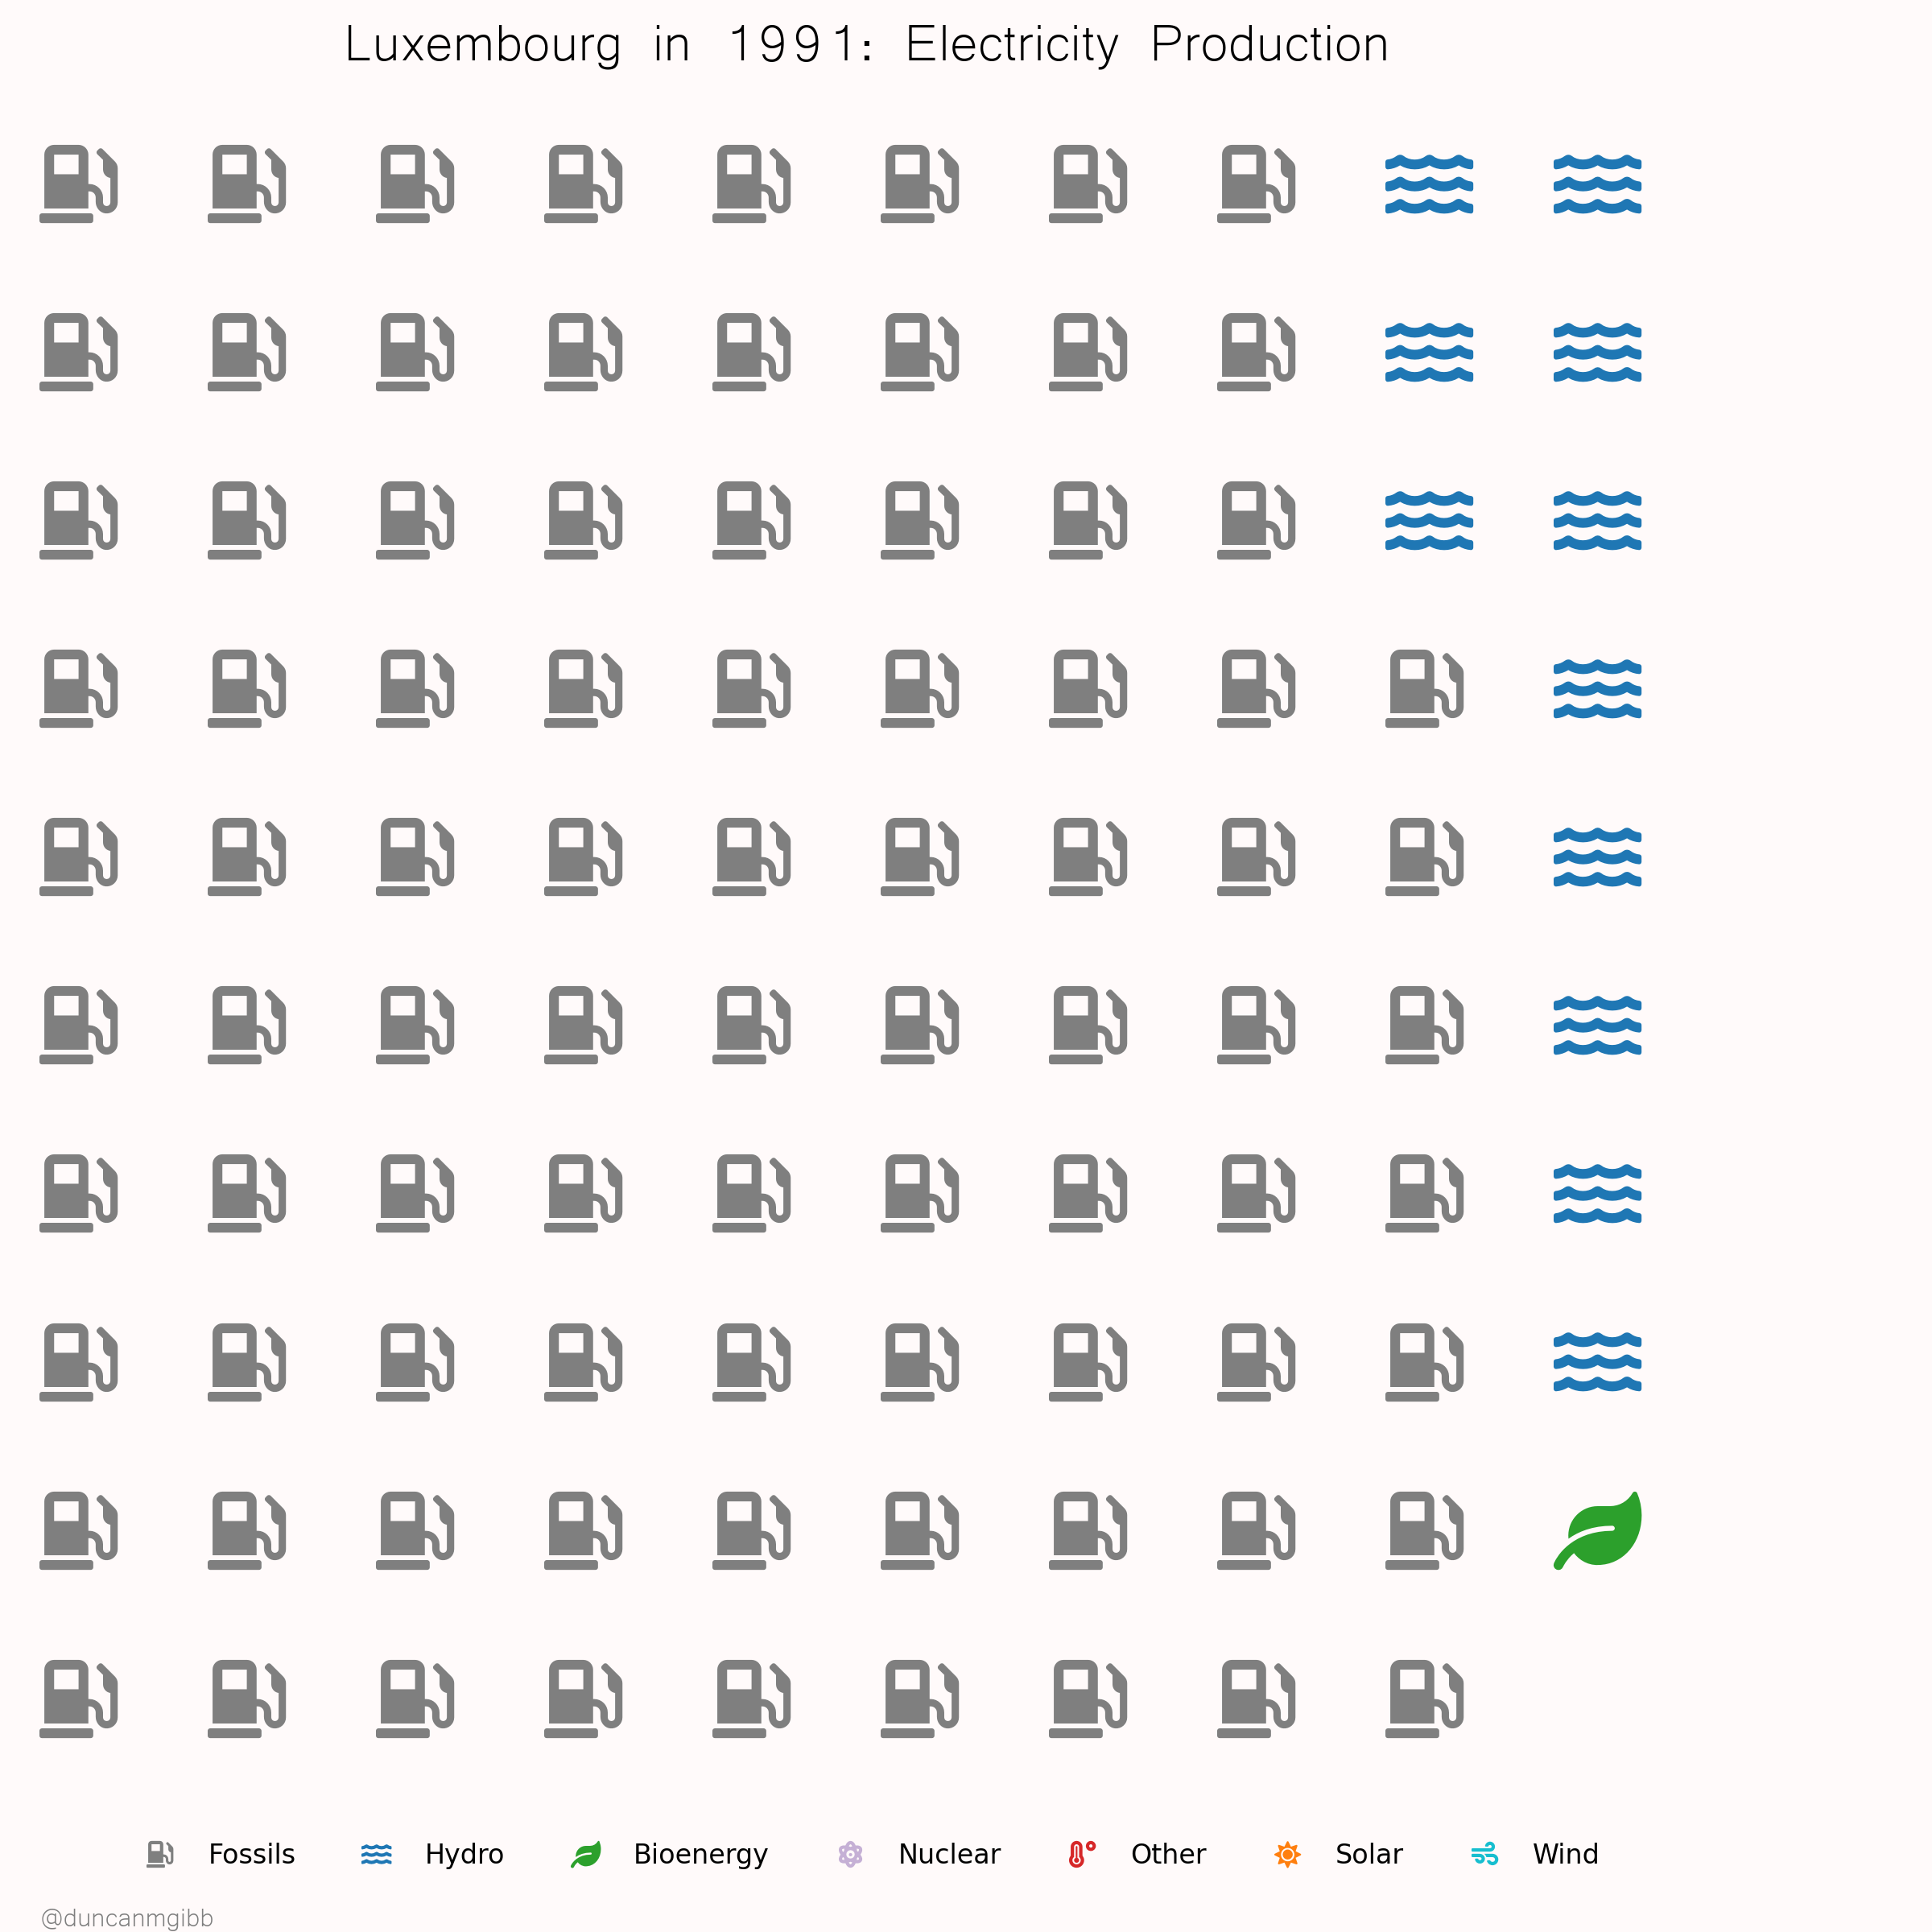 Luxembourg in 1991: Electricity Production
Fossils Hydro Bioenergy Nuclear Other Solar Wind
@duncanmgibb